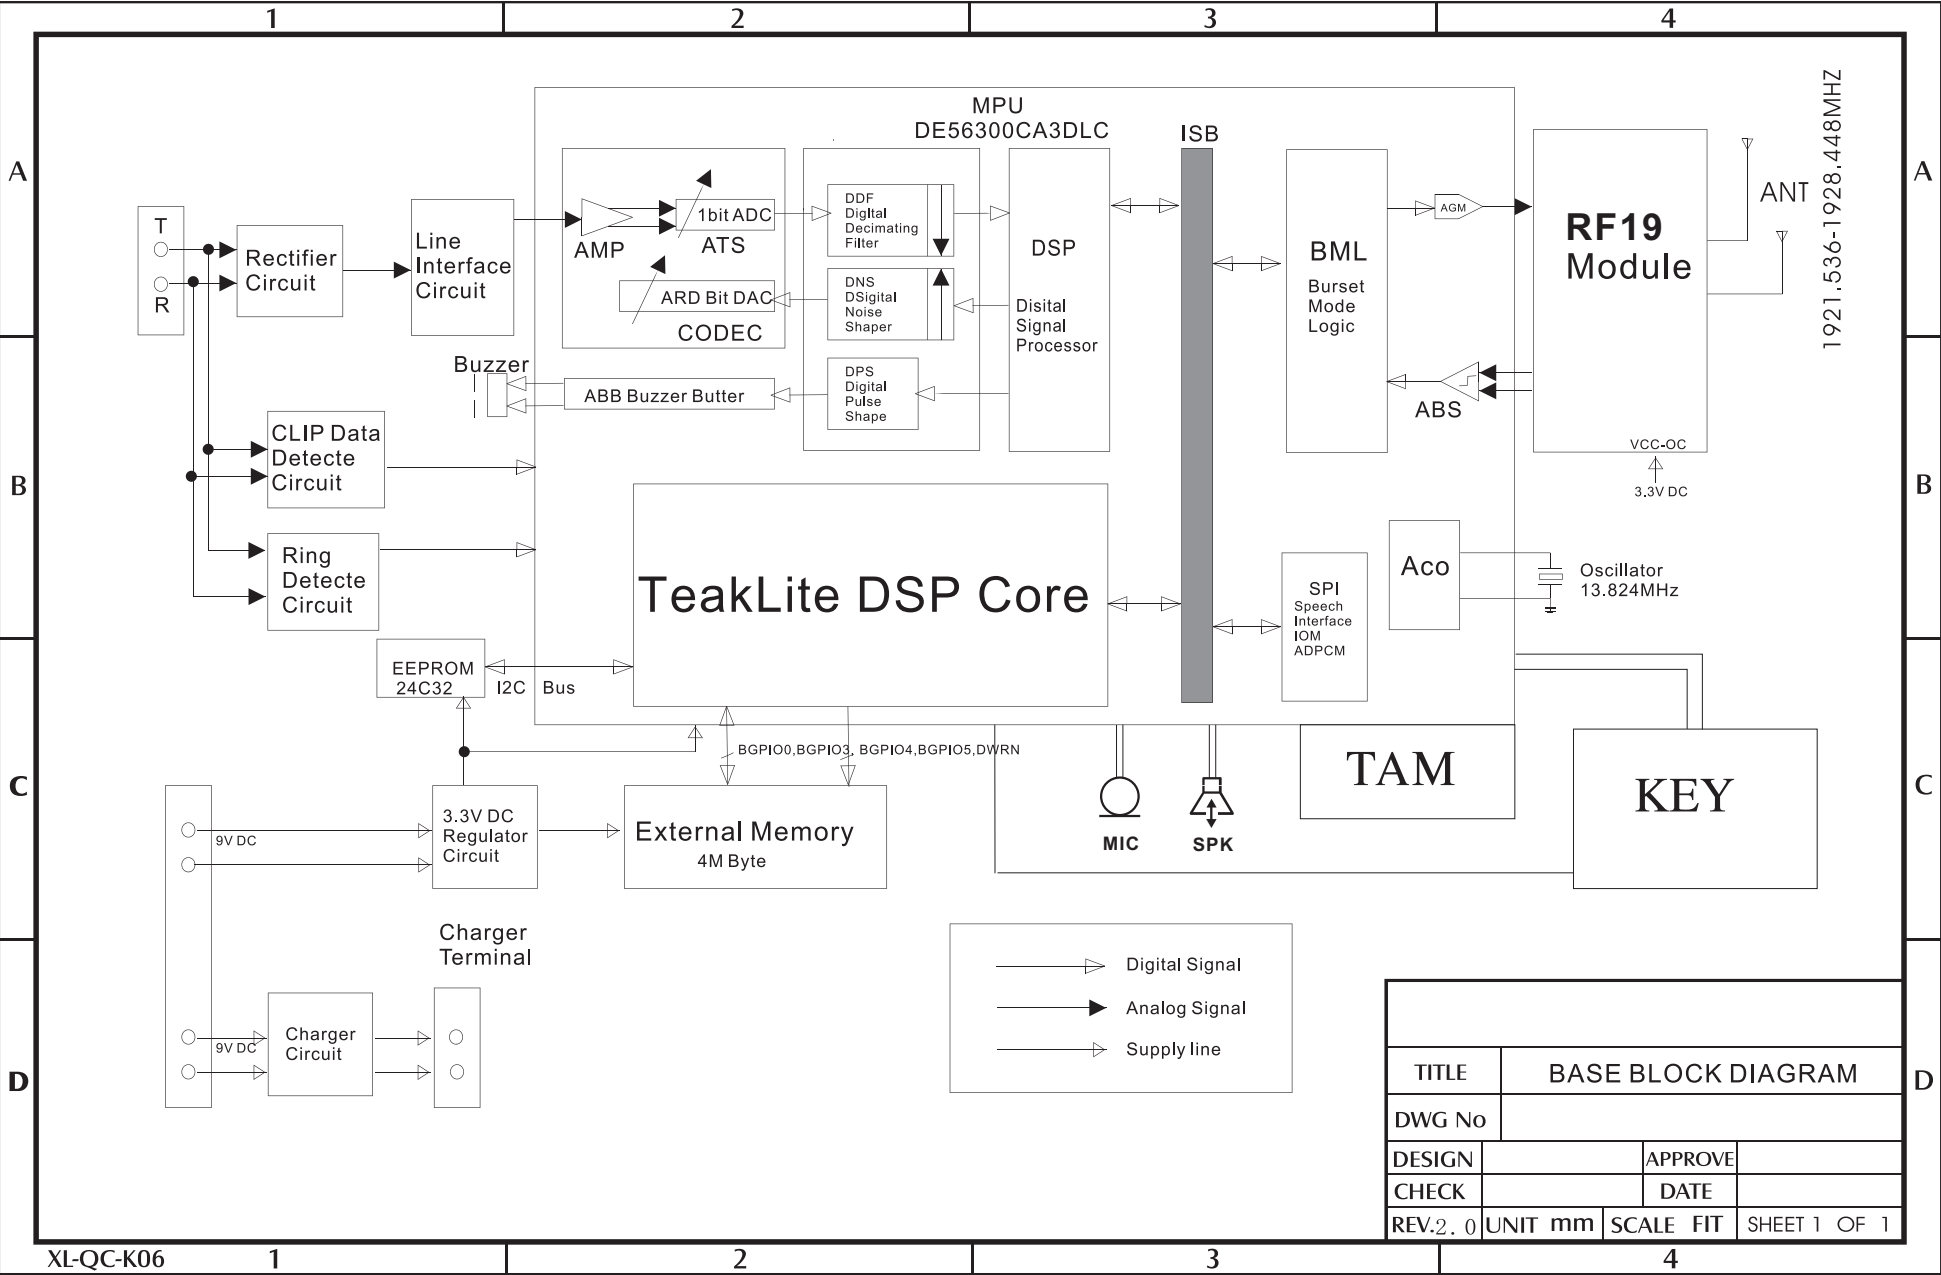 1 2 3 4
A
A
B
B
C
C
D
D
MPU
DE56300CA3DLC
ISB
T
R
Rectifier
Circuit
Line
Interface
Circuit
AMP
1bit ADC
ATS
ARD Bit DAC
CODEC
DDF
Digital
Decimating
Filter
DNS
DSigital
Noise
Shaper
DPS
Digital
Pulse
Shape
DSP
Disital
Signal
Processor
BML
Burset
Mode
Logic
AGM
ABS
RF19
Module
VCC-OC
3.3V DC
ANT
1921.536-1928.448MHZ
Buzzer
ABB Buzzer Butter
CLIP Data
Detecte
Circuit
Ring
Detecte
Circuit
TeakLite DSP Core
SPI
Speech
Interface
IOM
ADPCM
Aco
Oscillator
13.824MHz
EEPROM
24C32
I2C Bus
BGPIO0,BGPIO3, BGPIO4,BGPIO5,DWRN
TAM
KEY
MIC
SPK
9V DC
3.3V DC
Regulator
Circuit
External Memory
4M Byte
Charger
Terminal
9V DC
Charger
Circuit
Digital Signal
Analog Signal
Supply line
TITLE BASE BLOCK DIAGRAM
DWG No
DESIGN APPROVE
CHECK DATE
REV.2. 0 UNIT mm SCALE FIT SHEET 1 OF 1
XL-QC-K06 1 2 3 4